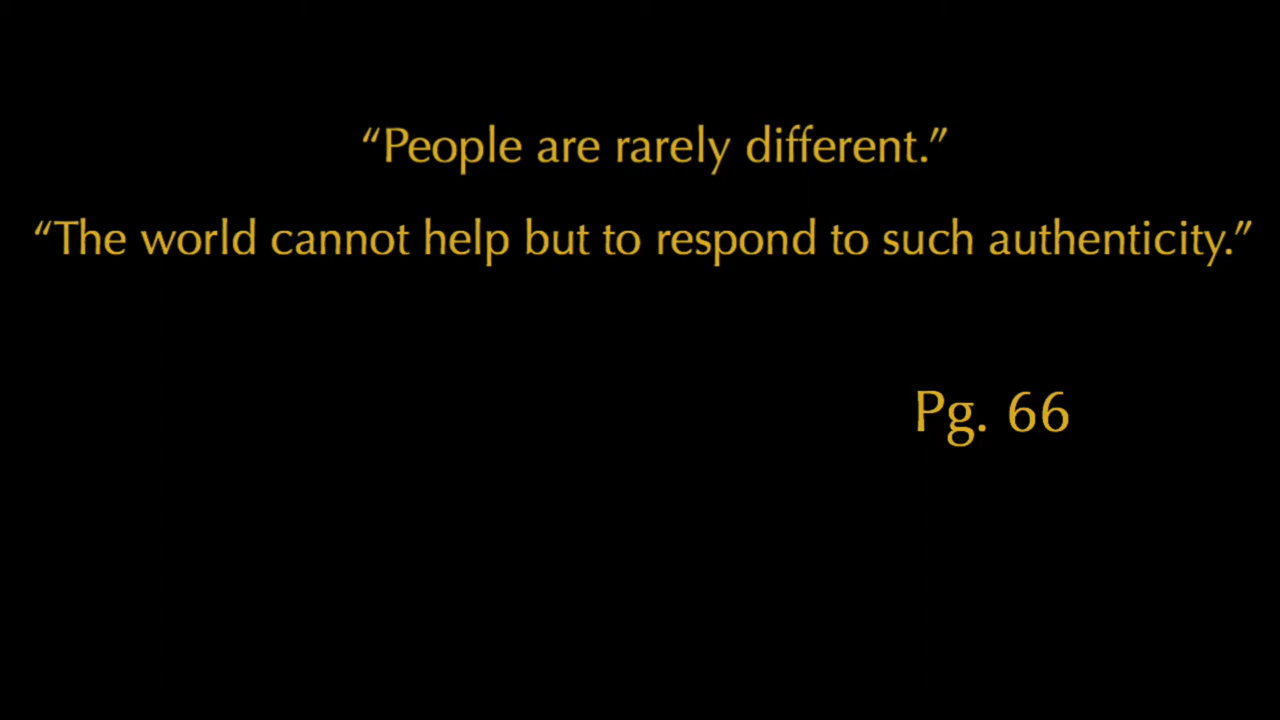 “People are rarely different.”
“The world cannot help but to respond to such authenticity.”
Pg. 66